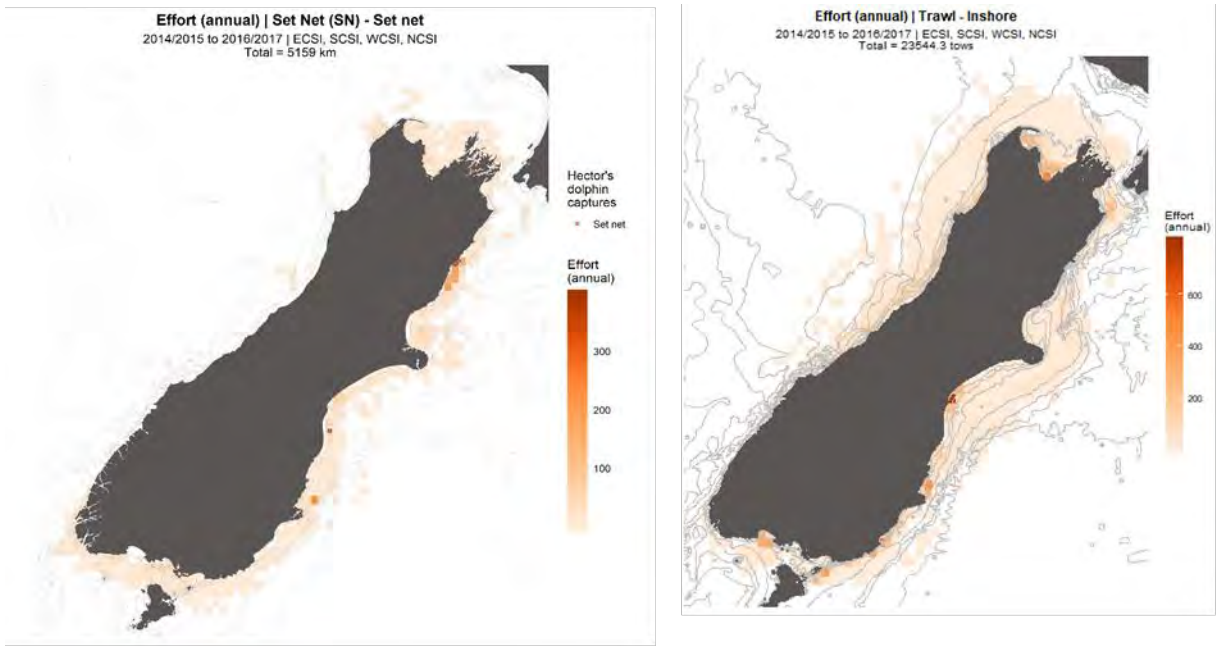 Effort (annual) | Set Net (SN) - Set net
2014/2015 to 2016/2017 | ECSI, SCSI, WCSI, NCSI
Total = 5159 km
Hector's
dolphin
captures
Set net
Effort
(annual)
300
200
100
Effort (annual) | Trawl - Inshore
2014/2015 to 2016/2017 | ECSI, SCSI, WCSI, NCSI
Total = 23544.3 tows
Effort
(annual)
600
400
200